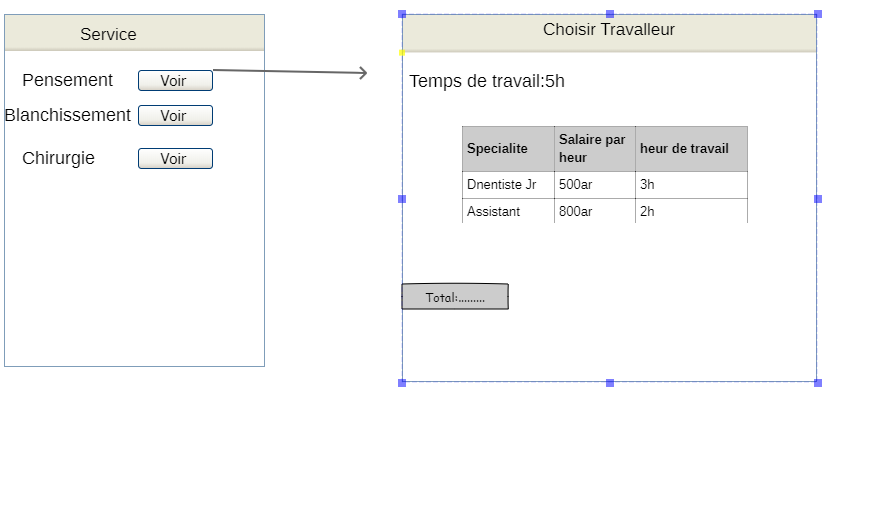 Service
Pensement Voir
Blanchissement Voir
Chirurgie Voir
Choisir Travalleur
Temps de travail:5h
Specialite Salaire par heur heur de travail
Dnentiste Jr 500ar 3h
Assistant 800ar 2h
Total:.........